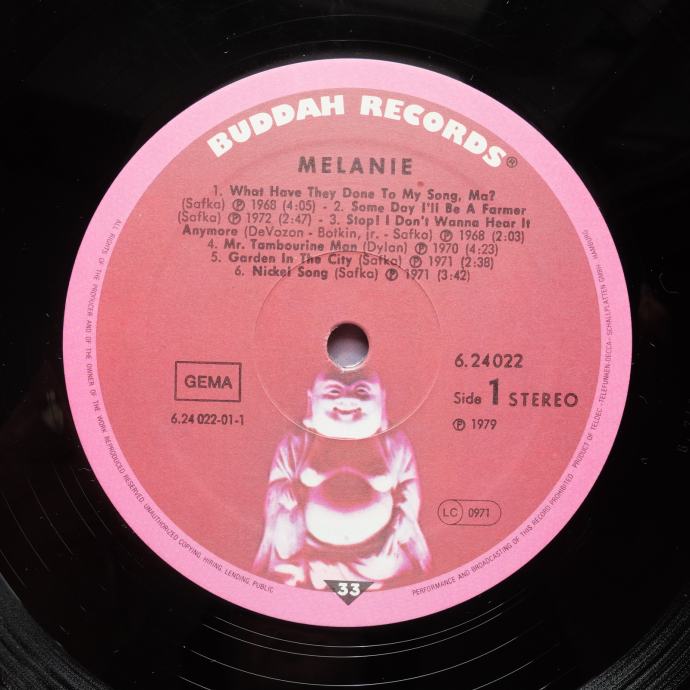 BUDDAH RECORDS®
MELANIE
1. What Have They Done To My Song, Ma?
(Safka) Ⓟ 1968 (4:05) - 2. Some Day I'll Be A Farmer
(Safka) Ⓟ 1972 (2:47) - 3. Stop! I Don't Wanna Hear It
Anymore (DeVozon - Botkin, jr. - Safka) Ⓟ 1968 (2:03)
4. Mr. Tambourine Man (Dylan) Ⓟ 1970 (4:23)
5. Garden In The City (Safka) Ⓟ 1971 (2:38)
6. Nickel Song (Safka) Ⓟ 1971 (3:42)
GEMA
6.24 022-01-1
6.24022
Side 1 STEREO
Ⓟ 1979
LC 0971
33
ALL RIGHTS OF THE PRODUCER AND OF THE OWNER OF THE WORK REPRODUCED RESERVED. UNAUTHORIZED COPYING, HIRING, LENDING, PUBLIC
PERFORMANCE AND BROADCASTING OF THIS RECORD PROHIBITED. PRODUCT OF TELDEC »TELEFUNKEN-DECCA« SCHALLPLATTEN GMBH HAMBURG